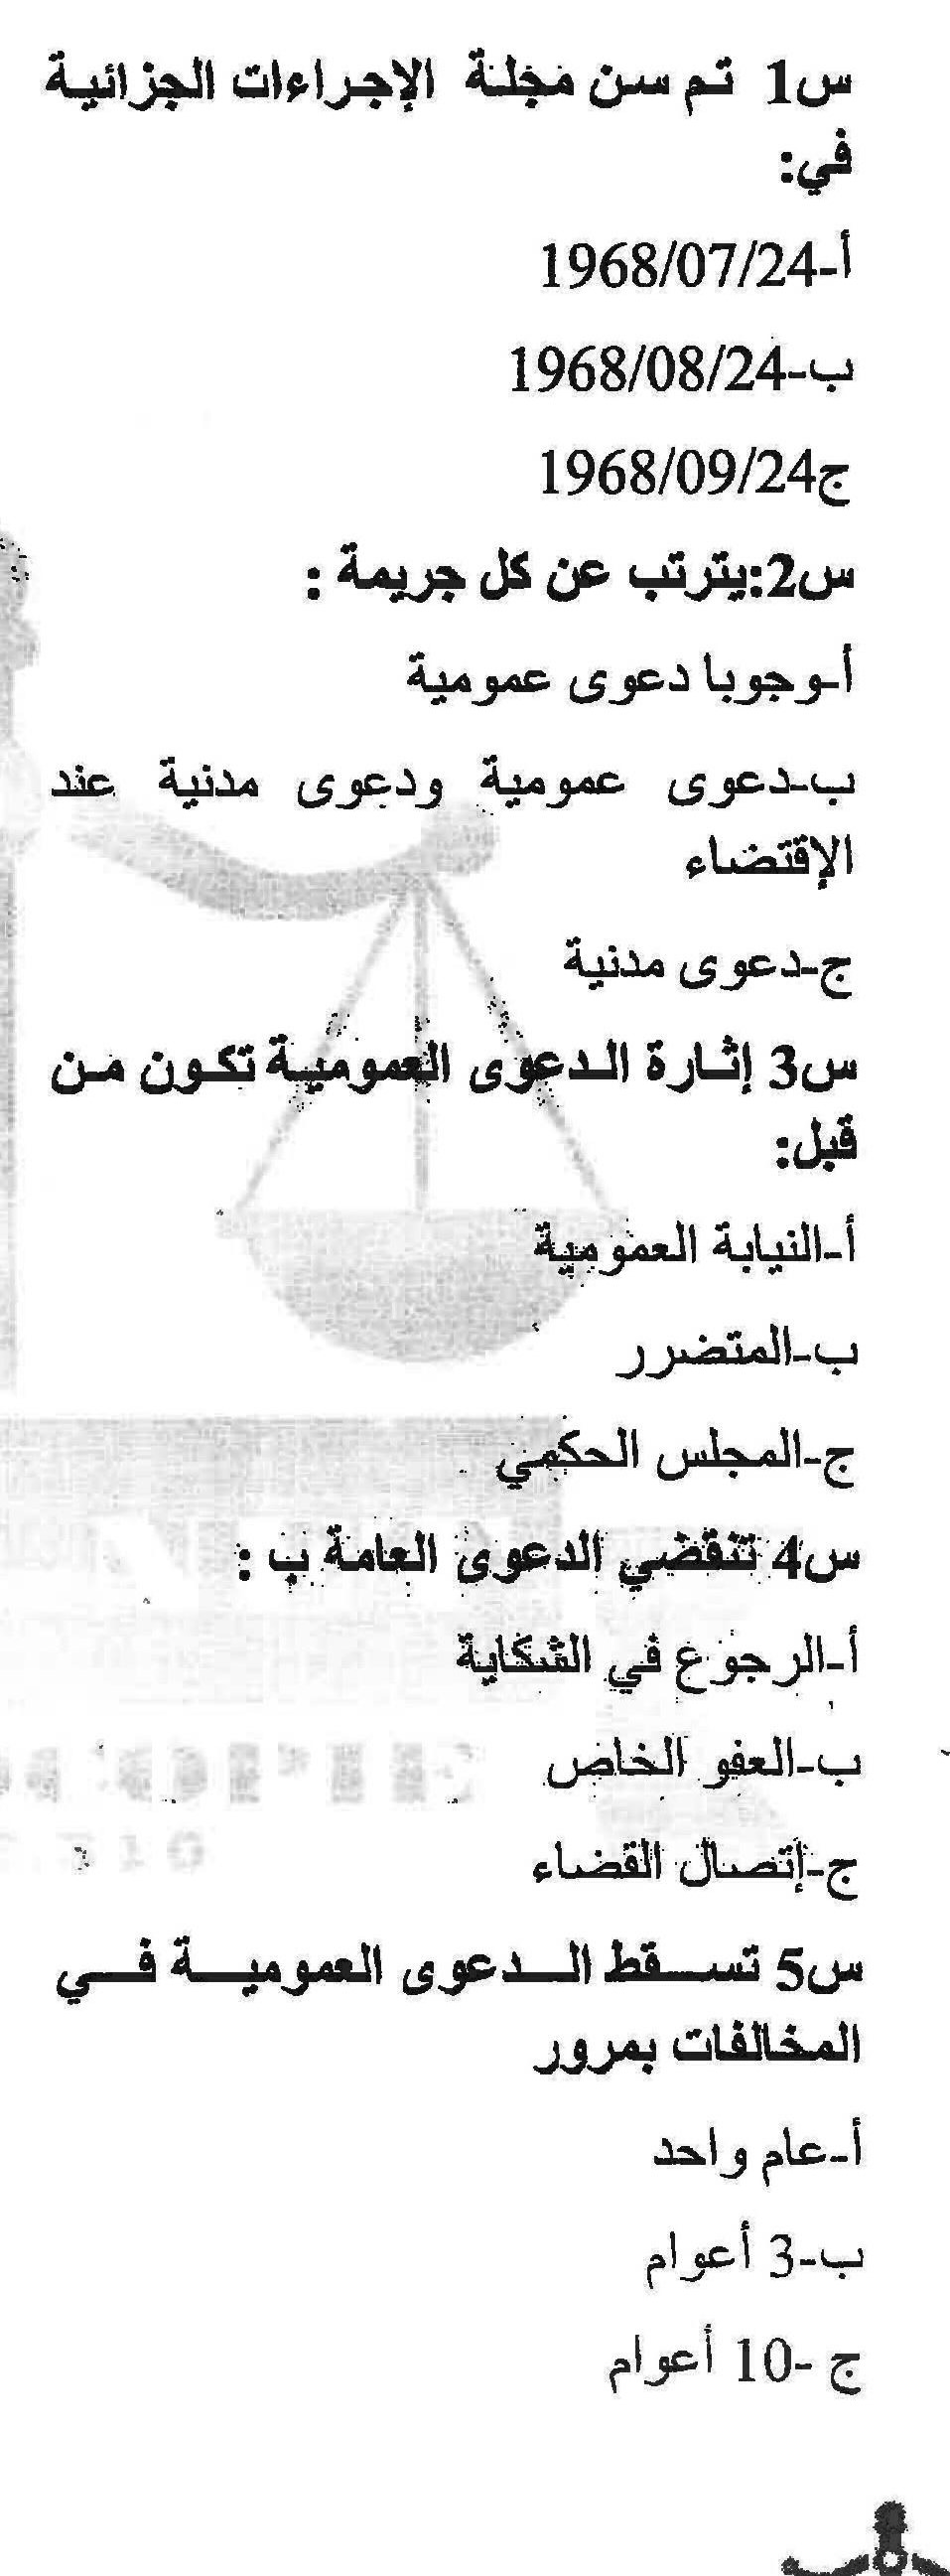 س1 تم سن مجلة الإجراءات الجزائية
في:
أ-1968/07/24
ب-1968/08/24
ج1968/09/24
س2:يترتب عن كل جريمة :
أ-وجوبا دعوى عمومية
ب-دعوى عمومية ودعوى مدنية عند
الإقتضاء
ج-دعوى مدنية
س3 إثارة الدعوى العمومية تكون من
قبل:
أ-النيابة العمومية
ب-المتضرر
ج-المجلس الحكمي
س4 تنقضي الدعوى العامة ب :
أ-الرجوع في الشكاية
ب-العفو الخاص
ج-إتصال القضاء
س5 تسقط الدعوى العمومية في
المخالفات بمرور
أ-عام واحد
ب-3 أعوام
ج -10 أعوام